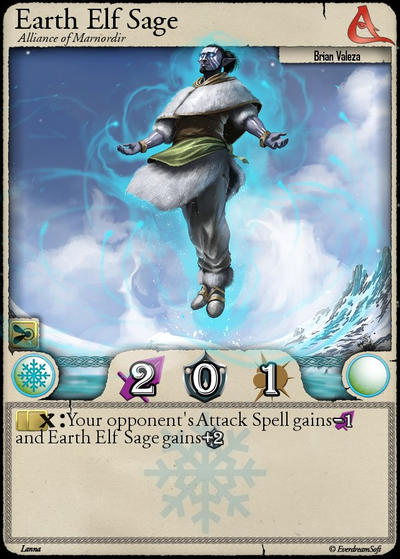 Earth Elf Sage
Alliance of Marnordir
Brian Valeza
2 0 1
X :Your opponent's Attack Spell gains-1
and Earth Elf Sage gains+2
Lanna
© EverdreamSoft